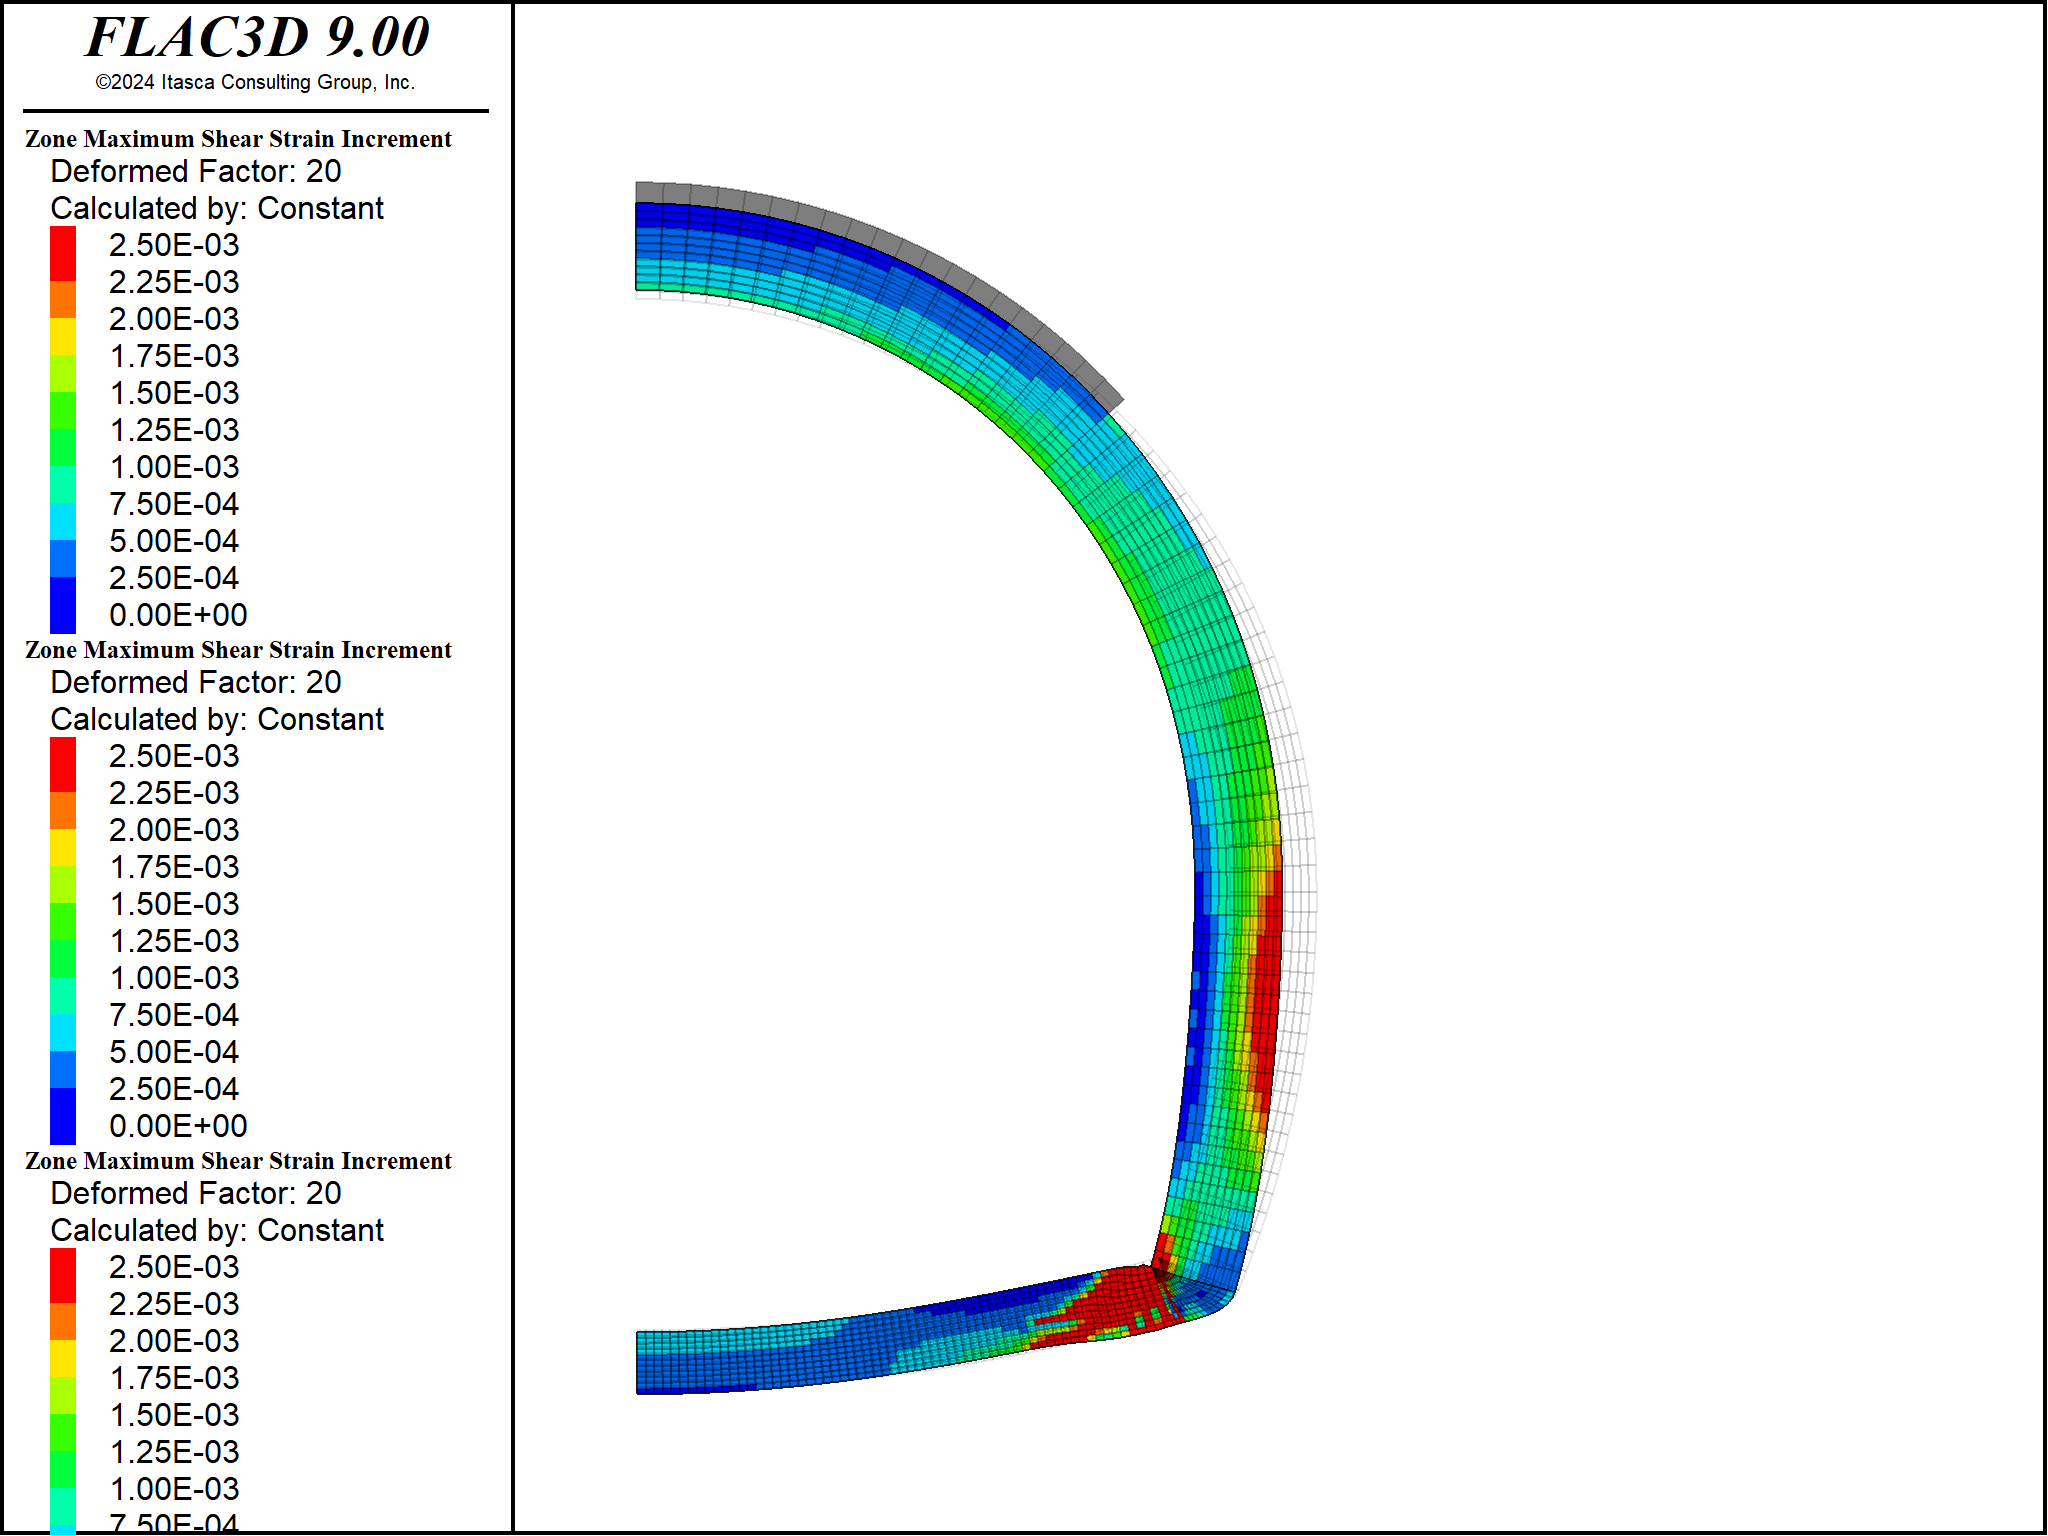 FLAC3D 9.00
©2024 Itasca Consulting Group, Inc.
Zone Maximum Shear Strain Increment
Deformed Factor: 20
Calculated by: Constant
2.50E-03
2.25E-03
2.00E-03
1.75E-03
1.50E-03
1.25E-03
1.00E-03
7.50E-04
5.00E-04
2.50E-04
0.00E+00
Zone Maximum Shear Strain Increment
Deformed Factor: 20
Calculated by: Constant
2.50E-03
2.25E-03
2.00E-03
1.75E-03
1.50E-03
1.25E-03
1.00E-03
7.50E-04
5.00E-04
2.50E-04
0.00E+00
Zone Maximum Shear Strain Increment
Deformed Factor: 20
Calculated by: Constant
2.50E-03
2.25E-03
2.00E-03
1.75E-03
1.50E-03
1.25E-03
1.00E-03
7.50E-04